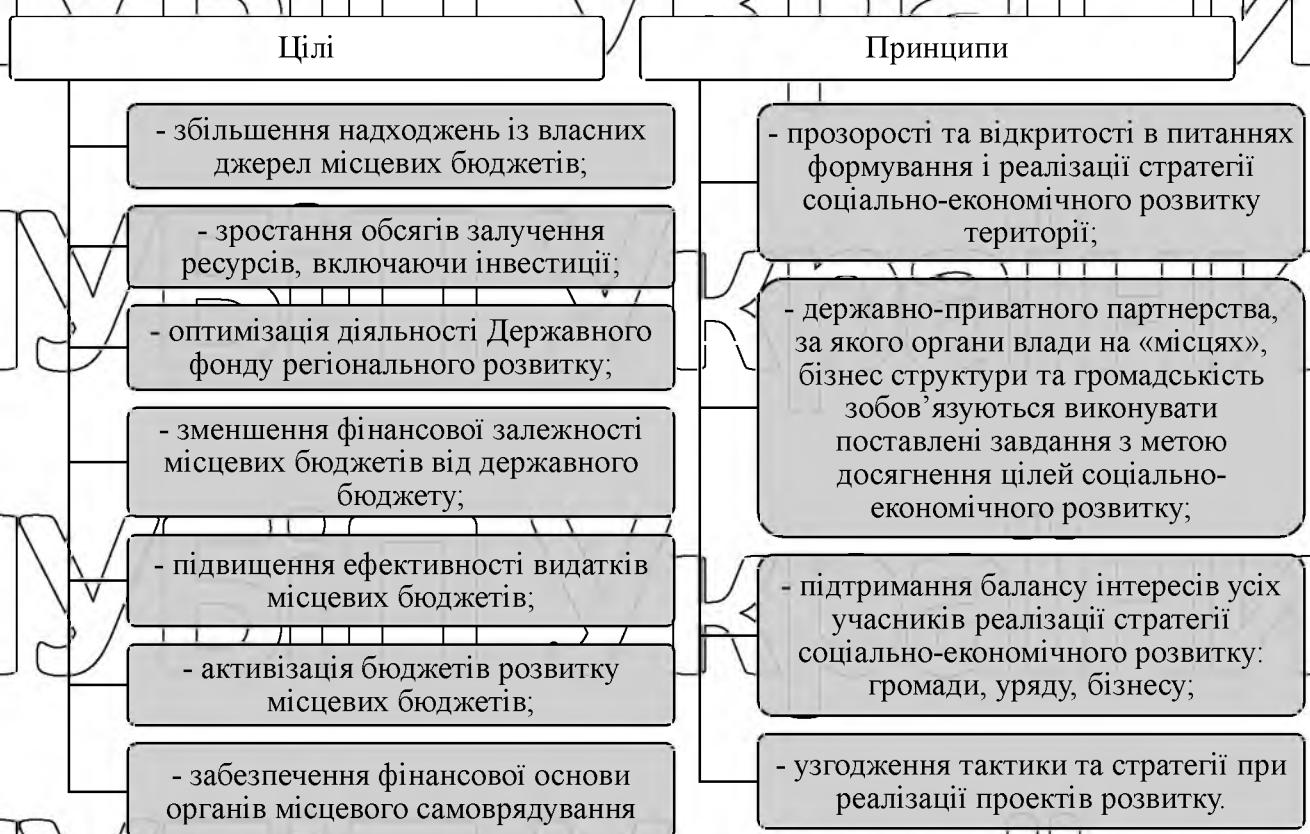 Цілі
- збільшення надходжень із власних
джерел місцевих бюджетів;
- зростання обсягів залучення
ресурсів, включаючи інвестиції;
- оптимізація діяльності Державного
фонду регіонального розвитку;
- зменшення фінансової залежності
місцевих бюджетів від державного
бюджету;
- підвищення ефективності видатків
місцевих бюджетів;
- активізація бюджетів розвитку
місцевих бюджетів;
- забезпечення фінансової основи
органів місцевого самоврядування
Принципи
- прозорості та відкритості в питаннях
формування і реалізації стратегії
соціально-економічного розвитку
території;
- державно-приватного партнерства,
за якого органи влади на «місцях»,
бізнес структури та громадськість
зобов’язуються виконувати
поставлені завдання з метою
досягнення цілей соціально-
економічного розвитку;
- підтримання балансу інтересів усіх
учасників реалізації стратегії
соціально-економічного розвитку:
громади, уряду, бізнесу;
- узгодження тактики та стратегії при
реалізації проектів розвитку.